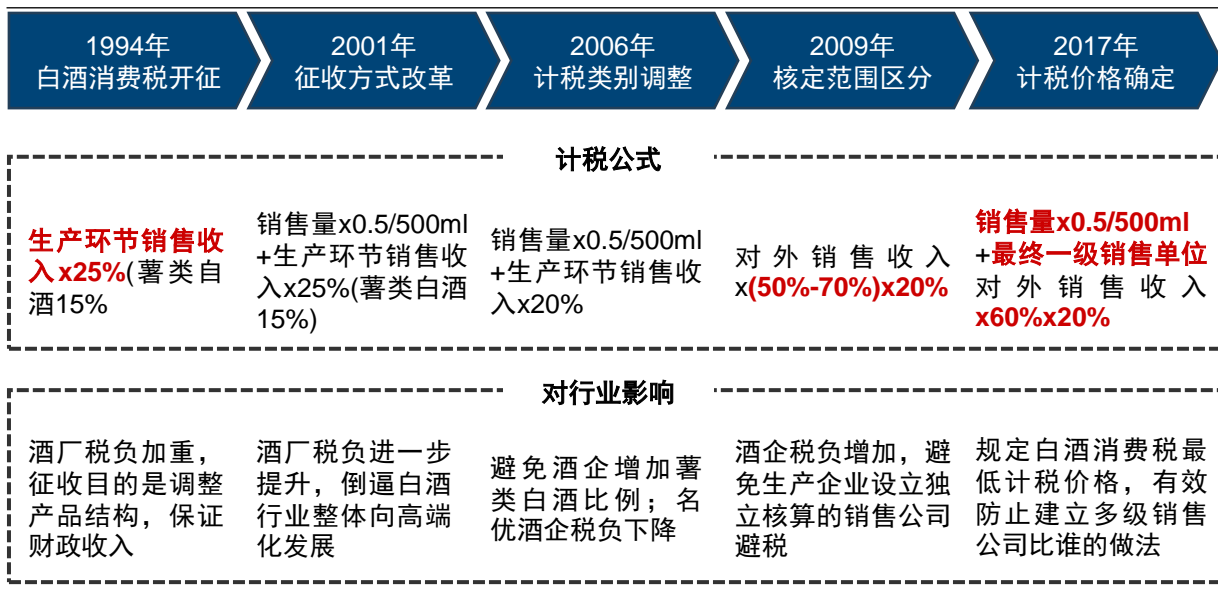 1994年
白酒消费税开征
2001年
征收方式改革
2006年
计税类别调整
2009年
核定范围区分
2017年
计税价格确定
计税公式
生产环节销售收
入x25%(薯类自
酒15%
销售量x0.5/500ml
+生产环节销售收
入x25%(薯类白酒
15%)
销售量x0.5/500ml
+生产环节销售收
入x20%
对外销售收入
x(50%-70%)x20%
销售量x0.5/500ml
+最终一级销售单位
对外销售收入
x60%x20%
对行业影响
酒厂税负加重，
征收目的是调整
产品结构，保证
财政收入
酒厂税负进一步
提升，倒逼白酒
行业整体向高端
化发展
避免酒企增加薯
类白酒比例；名
优酒企税负下降
酒企税负增加，避
免生产企业设立独
立核算的销售公司
避税
规定白酒消费税最
低计税价格，有效
防止建立多级销售
公司比谁的做法